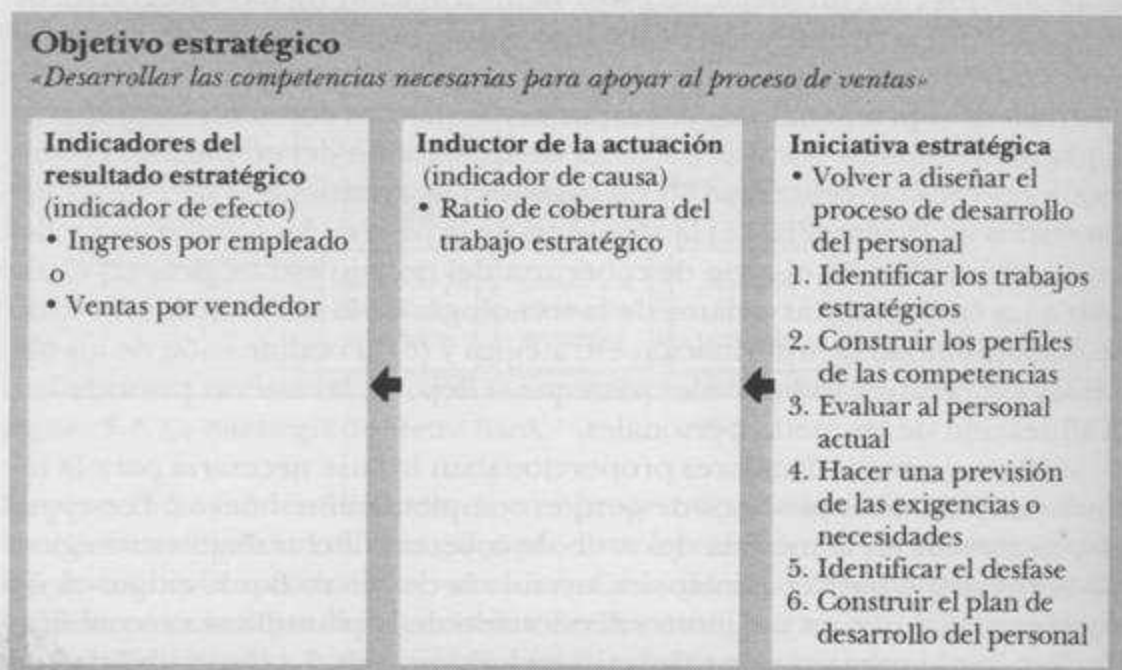 Objetivo estratégico
«Desarrollar las competencias necesarias para apoyar al proceso de ventas»
Indicadores del
resultado estratégico
(indicador de efecto)
• Ingresos por empleado
o
• Ventas por vendedor
Inductor de la actuación
(indicador de causa)
• Ratio de cobertura del
trabajo estratégico
Iniciativa estratégica
• Volver a diseñar el
proceso de desarrollo
del personal
1. Identificar los trabajos
estratégicos
2. Construir los perfiles
de las competencias
3. Evaluar al personal
actual
4. Hacer una previsión
de las exigencias o
necesidades
5. Identificar el desfase
6. Construir el plan de
desarrollo del personal